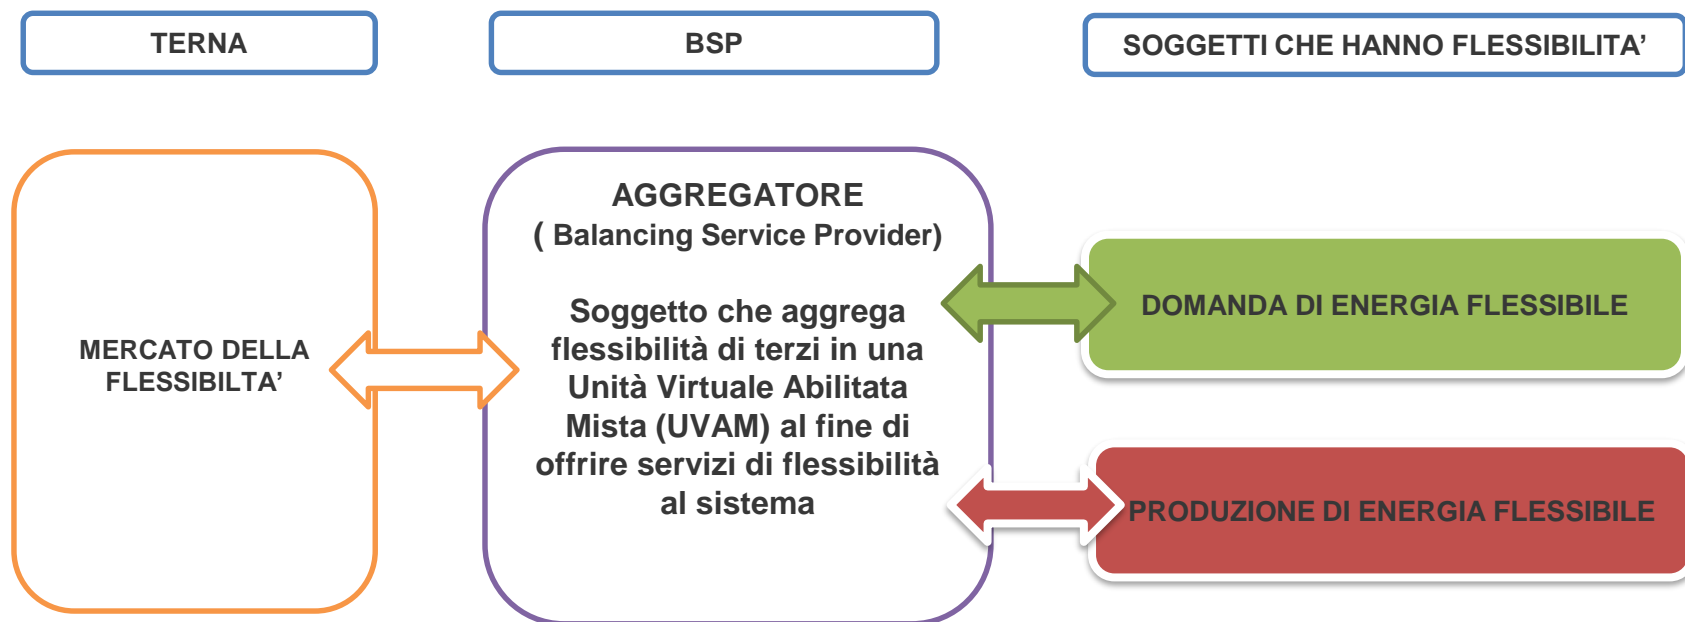 TERNA
BSP
SOGGETTI CHE HANNO FLESSIBILITA’
MERCATO DELLA
FLESSIBILTA’
AGGREGATORE
( Balancing Service Provider)
Soggetto che aggrega
flessibilità di terzi in una
Unità Virtuale Abilitata
Mista (UVAM) al fine di
offrire servizi di flessibilità
al sistema
DOMANDA DI ENERGIA FLESSIBILE
PRODUZIONE DI ENERGIA FLESSIBILE